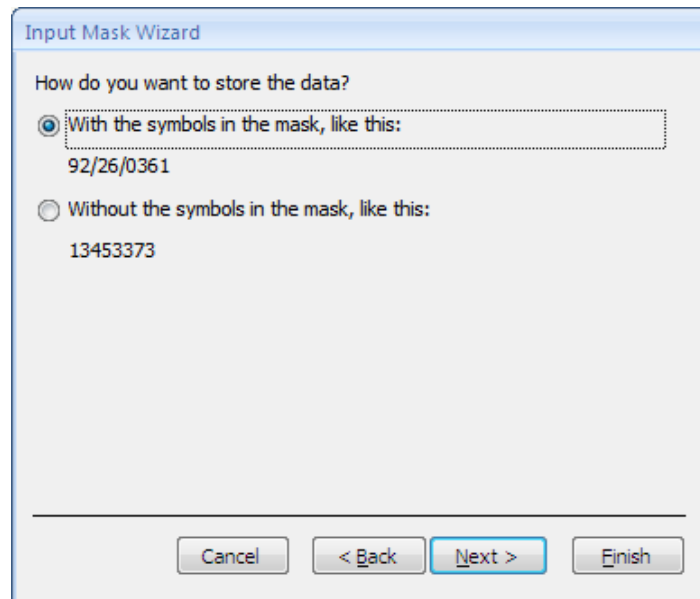 Input Mask Wizard
How do you want to store the data?
With the symbols in the mask, like this:
92/26/0361
Without the symbols in the mask, like this:
13453373
Cancel < Back Next > Finish